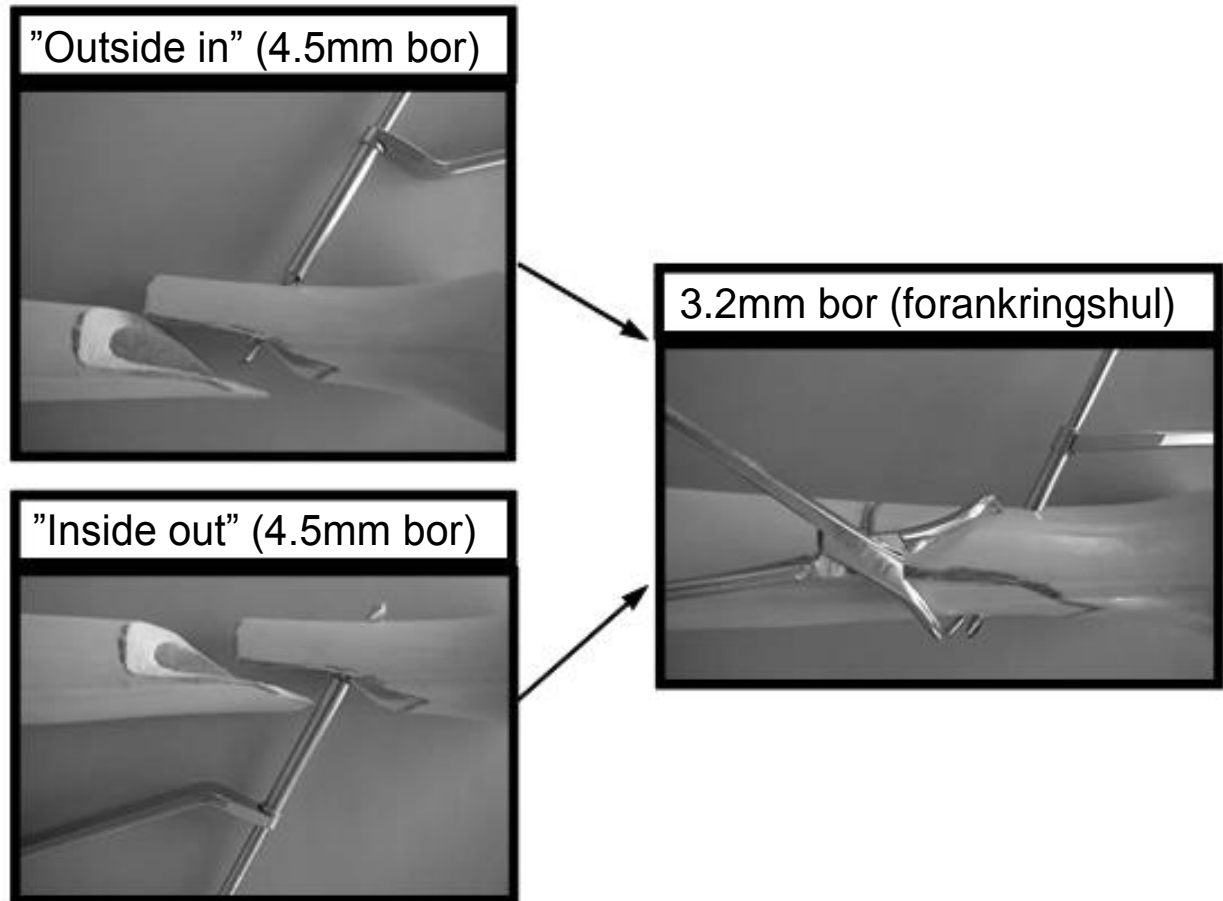 ”Outside in” (4.5mm bor)
”Inside out” (4.5mm bor)
3.2mm bor (forankringshul)